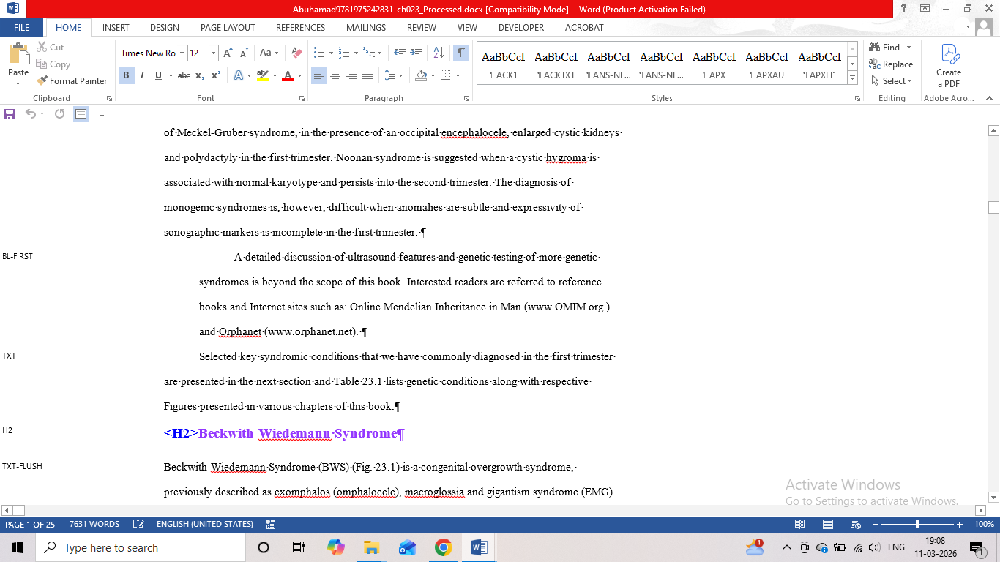 Abuhamad9781975242831-ch023_Processed.docx [Compatibility Mode] - Word (Product Activation Failed)
FILE HOME INSERT DESIGN PAGE LAYOUT REFERENCES MAILINGS REVIEW VIEW DEVELOPER ACROBAT
Paste
Cut
Copy
Format Painter
Clipboard
Times New Ro 12
Font
Paragraph
AaBbCcI AaBbCcI AaBbCcI AaBbCcI AaBbCcI AaBbCcI AaBbCcI
¶ ACK1 ¶ ACKTXT ¶ ANS-NL... ¶ ANS-NL... ¶ APX ¶ APXAU ¶ APXH1
Styles
Find
Replace
Select
Editing
Create a PDF
Adobe Acro...
of Meckel-Gruber syndrome, in the presence of an occipital encephalocele, enlarged cystic kidneys
and polydactyly in the first trimester. Noonan syndrome is suggested when a cystic hygroma is
associated with normal karyotype and persists into the second trimester. The diagnosis of
monogenic syndromes is, however, difficult when anomalies are subtle and expressivity of
sonographic markers is incomplete in the first trimester. ¶
BL-FIRST
A detailed discussion of ultrasound features and genetic testing of more genetic
syndromes is beyond the scope of this book. Interested readers are referred to reference
books and Internet sites such as: Online Mendelian Inheritance in Man (www.OMIM.org )
and Orphanet (www.orphanet.net). ¶
TXT
Selected key syndromic conditions that we have commonly diagnosed in the first trimester
are presented in the next section and Table 23.1 lists genetic conditions along with respective
Figures presented in various chapters of this book.¶
H2
<H2>Beckwith-Wiedemann Syndrome¶
TXT-FLUSH
Beckwith-Wiedemann Syndrome (BWS) (Fig. 23.1) is a congenital overgrowth syndrome,
previously described as exomphalos (omphalocele), macroglossia and gigantism syndrome (EMG)
Activate Windows
Go to Settings to activate Windows.
PAGE 1 OF 25 7631 WORDS ENGLISH (UNITED STATES) 100%
Type here to search
1
ENG
19:08
11-03-2026
1